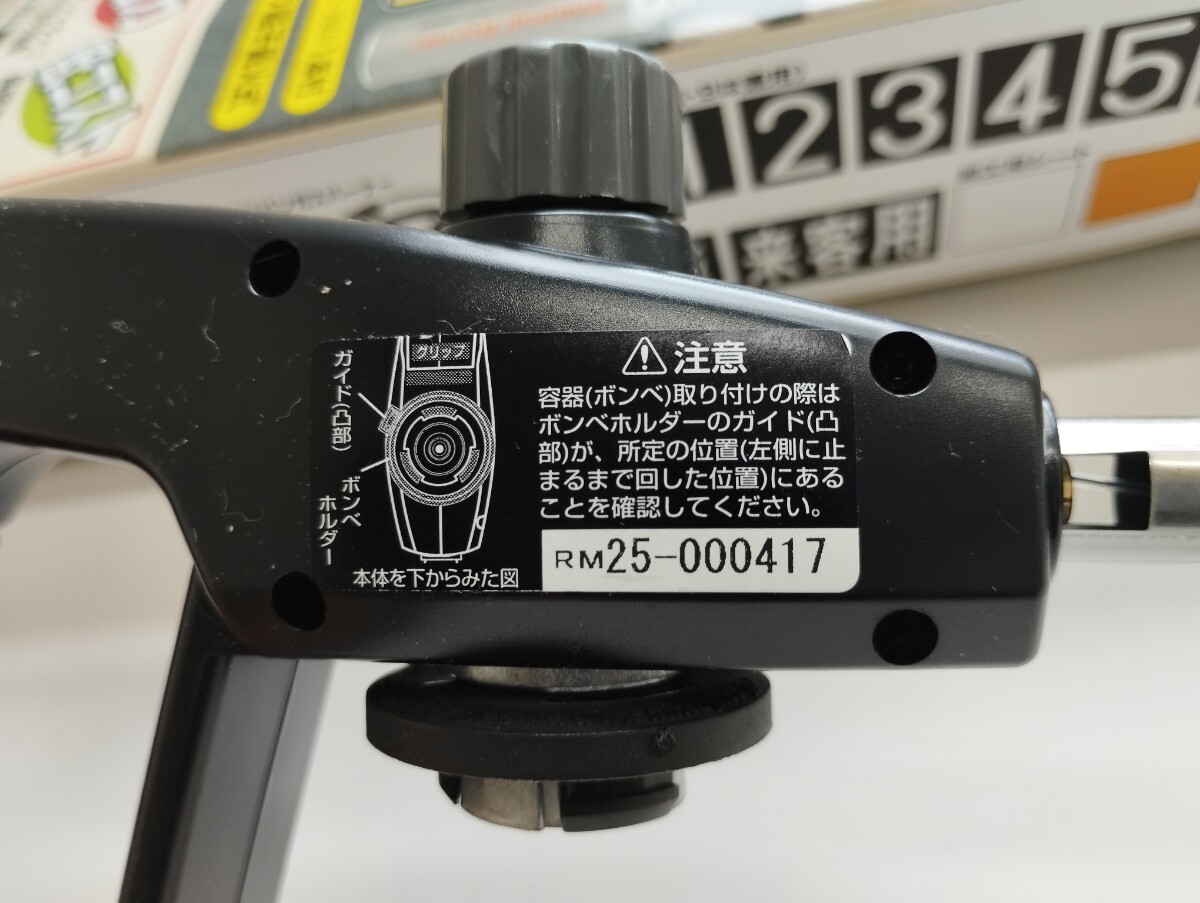 1 2 3 4 5
来客用
グリップ
ガイド(凸部)
ボンベ
ホルダー
本体を下からみた図
注意
容器(ボンベ)取り付けの際は
ボンベホルダーのガイド(凸
部)が、所定の位置(左側に止
まるまで回した位置)にある
ことを確認してください。
RM25-000417